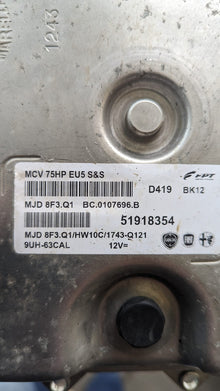 1243
MCV 75HP EU5 S&S
FPT
D419 BK12
MJD 8F3.Q1 BC.0107696.B
51918354
MJD 8F3.Q1/HW10C/1743-Q121
9UH-63CAL 12V=